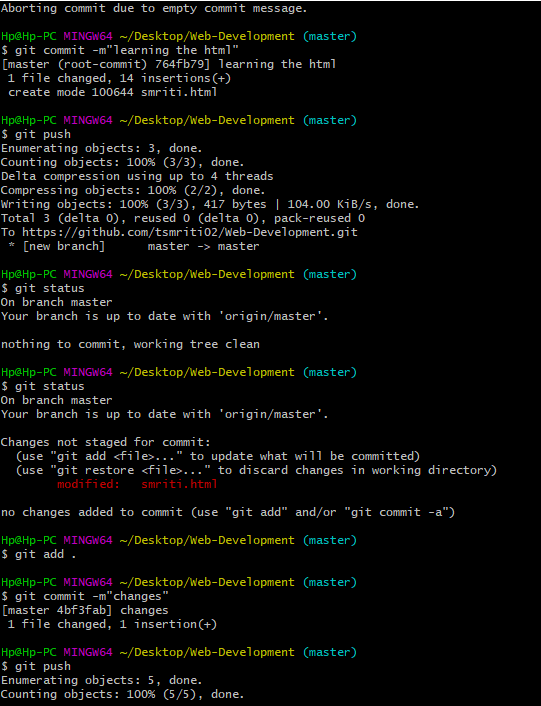 Aborting commit due to empty commit message.
Hp@Hp-PC MINGW64 ~/Desktop/Web-Development (master)
$ git commit -m"learning the html"
[master (root-commit) 764fb79] learning the html
 1 file changed, 14 insertions(+)
 create mode 100644 smriti.html
Hp@Hp-PC MINGW64 ~/Desktop/Web-Development (master)
$ git push
Enumerating objects: 3, done.
Counting objects: 100% (3/3), done.
Delta compression using up to 4 threads
Compressing objects: 100% (2/2), done.
Writing objects: 100% (3/3), 417 bytes | 104.00 KiB/s, done.
Total 3 (delta 0), reused 0 (delta 0), pack-reused 0
To https://github.com/tsmriti02/Web-Development.git
 * [new branch]      master -> master
Hp@Hp-PC MINGW64 ~/Desktop/Web-Development (master)
$ git status
On branch master
Your branch is up to date with 'origin/master'.
nothing to commit, working tree clean
Hp@Hp-PC MINGW64 ~/Desktop/Web-Development (master)
$ git status
On branch master
Your branch is up to date with 'origin/master'.
Changes not staged for commit:
  (use "git add <file>..." to update what will be committed)
  (use "git restore <file>..." to discard changes in working directory)
        modified:   smriti.html
no changes added to commit (use "git add" and/or "git commit -a")
Hp@Hp-PC MINGW64 ~/Desktop/Web-Development (master)
$ git add .
Hp@Hp-PC MINGW64 ~/Desktop/Web-Development (master)
$ git commit -m"changes"
[master 4bf3fab] changes
 1 file changed, 1 insertion(+)
Hp@Hp-PC MINGW64 ~/Desktop/Web-Development (master)
$ git push
Enumerating objects: 5, done.
Counting objects: 100% (5/5), done.